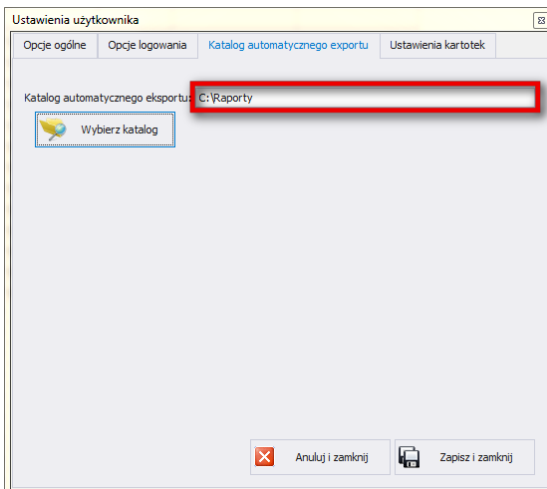 Ustawienia użytkownika
Opcje ogólne Opcje logowania Katalog automatycznego exportu Ustawienia kartotek
Katalog automatycznego eksportu: C:\Raporty
Wybierz katalog
Anuluj i zamknij Zapisz i zamknij